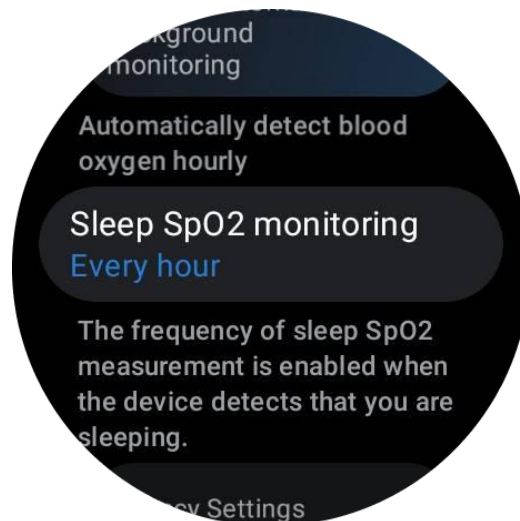 monitoring
Automatically detect blood
oxygen hourly
Sleep SpO2 monitoring
Every hour
The frequency of sleep SpO2
measurement is enabled when
the device detects that you are
sleeping.
Settings